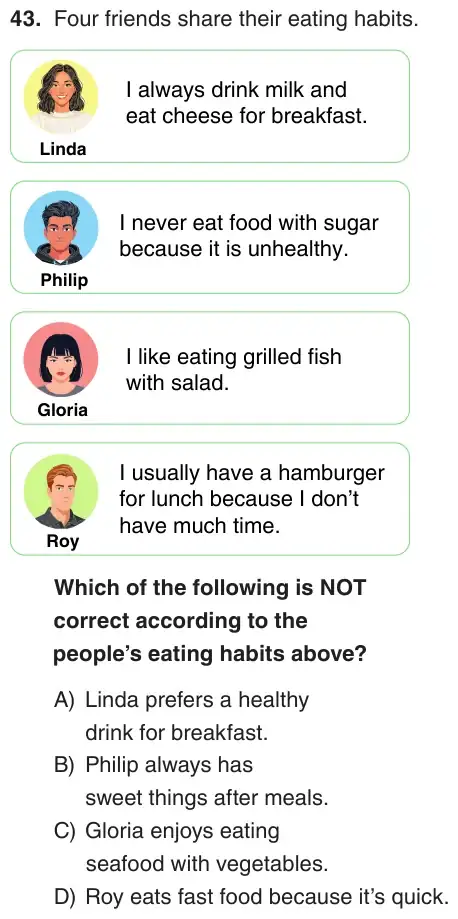 43. Four friends share their eating habits.
I always drink milk and
eat cheese for breakfast.
Linda
I never eat food with sugar
because it is unhealthy.
Philip
I like eating grilled fish
with salad.
Gloria
I usually have a hamburger
for lunch because I don't
have much time.
Roy
Which of the following is NOT
correct according to the
people's eating habits above?
A) Linda prefers a healthy
drink for breakfast.
B) Philip always has
sweet things after meals.
C) Gloria enjoys eating
seafood with vegetables.
D) Roy eats fast food because it's quick.